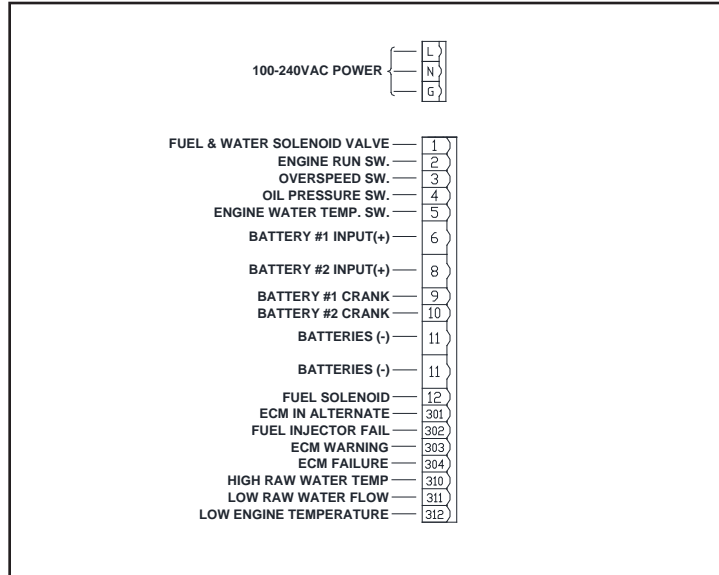 L
100-240VAC POWER N
G
FUEL & WATER SOLENOID VALVE 1
ENGINE RUN SW. 2
OVERSPEED SW. 3
OIL PRESSURE SW. 4
ENGINE WATER TEMP. SW. 5
BATTERY #1 INPUT(+) 6
BATTERY #2 INPUT(+) 8
BATTERY #1 CRANK 9
BATTERY #2 CRANK 10
BATTERIES (-) 11
BATTERIES (-) 11
FUEL SOLENOID 12
ECM IN ALTERNATE 301
FUEL INJECTOR FAIL 302
ECM WARNING 303
ECM FAILURE 304
HIGH RAW WATER TEMP 310
LOW RAW WATER FLOW 311
LOW ENGINE TEMPERATURE 312